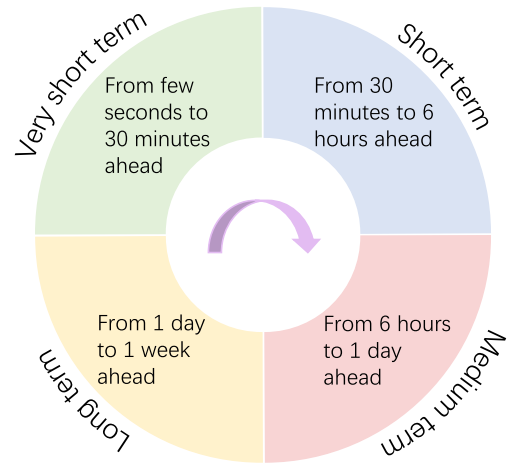 Very short term
From few
seconds to
30 minutes
ahead
Short term
From 30
minutes to 6
hours ahead
Medium term
From 6 hours
to 1 day
ahead
Long term
From 1 day
to 1 week
ahead